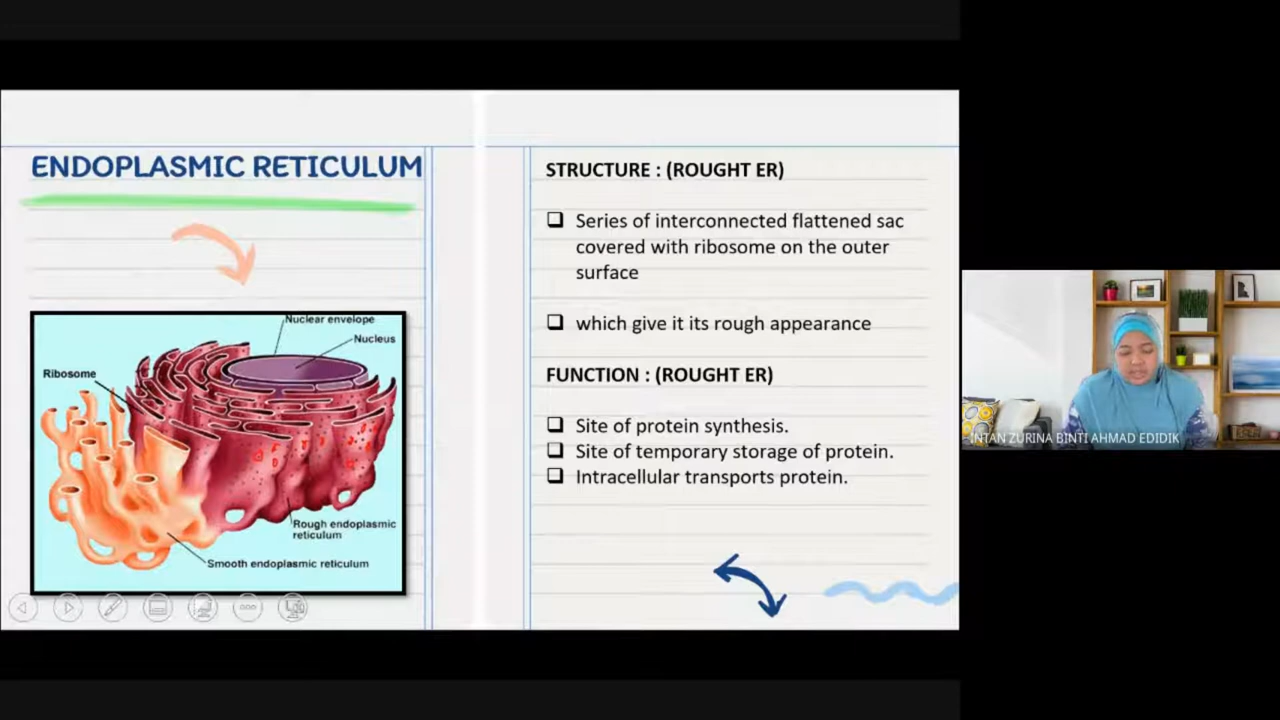 ENDOPLASMIC RETICULUM
Nuclear envelope
Nucleus
Ribosome
Rough endoplasmic
reticulum
Smooth endoplasmic reticulum
STRUCTURE : (ROUGHT ER)
❑ Series of interconnected flattened sac
covered with ribosome on the outer
surface
❑ which give it its rough appearance
FUNCTION : (ROUGHT ER)
❑ Site of protein synthesis.
❑ Site of temporary storage of protein.
❑ Intracellular transports protein.
INTAN ZURINA BINTI AHMAD EDIDIK